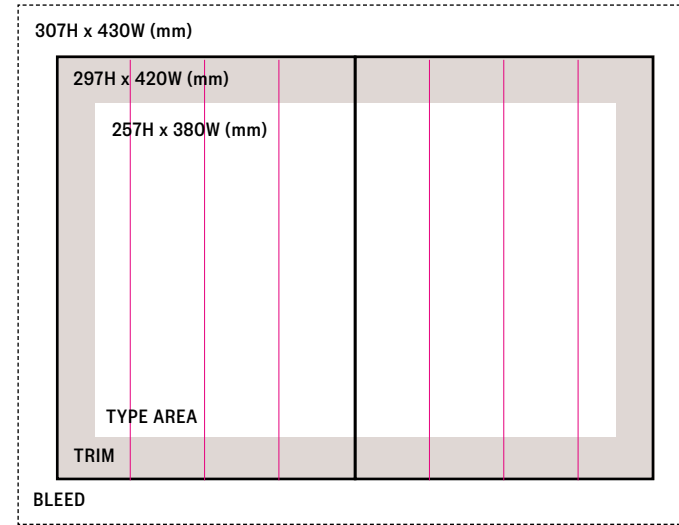 307H x 430W (mm)
297H x 420W (mm)
257H x 380W (mm)
TYPE AREA
TRIM
BLEED